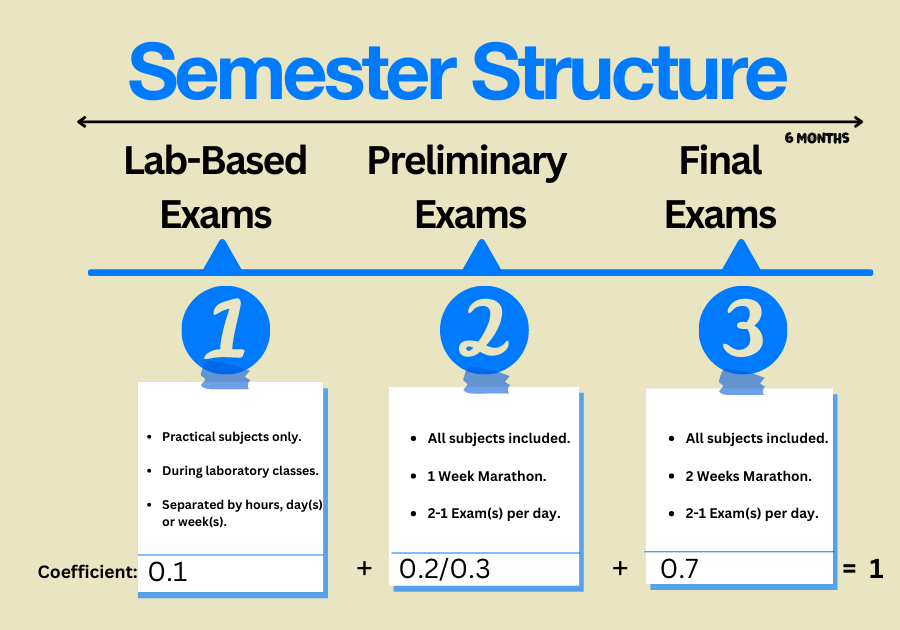 Semester Structure
6 MONTHS
Lab-Based
Exams
Preliminary
Exams
Final
Exams
1
2
3
• Practical subjects only.
• During laboratory classes.
• Separated by hours, day(s)
or week(s).
• All subjects included.
• 1 Week Marathon.
• 2-1 Exam(s) per day.
• All subjects included.
• 2 Weeks Marathon.
• 2-1 Exam(s) per day.
Coefficient: 0.1 + 0.2/0.3 + 0.7 = 1